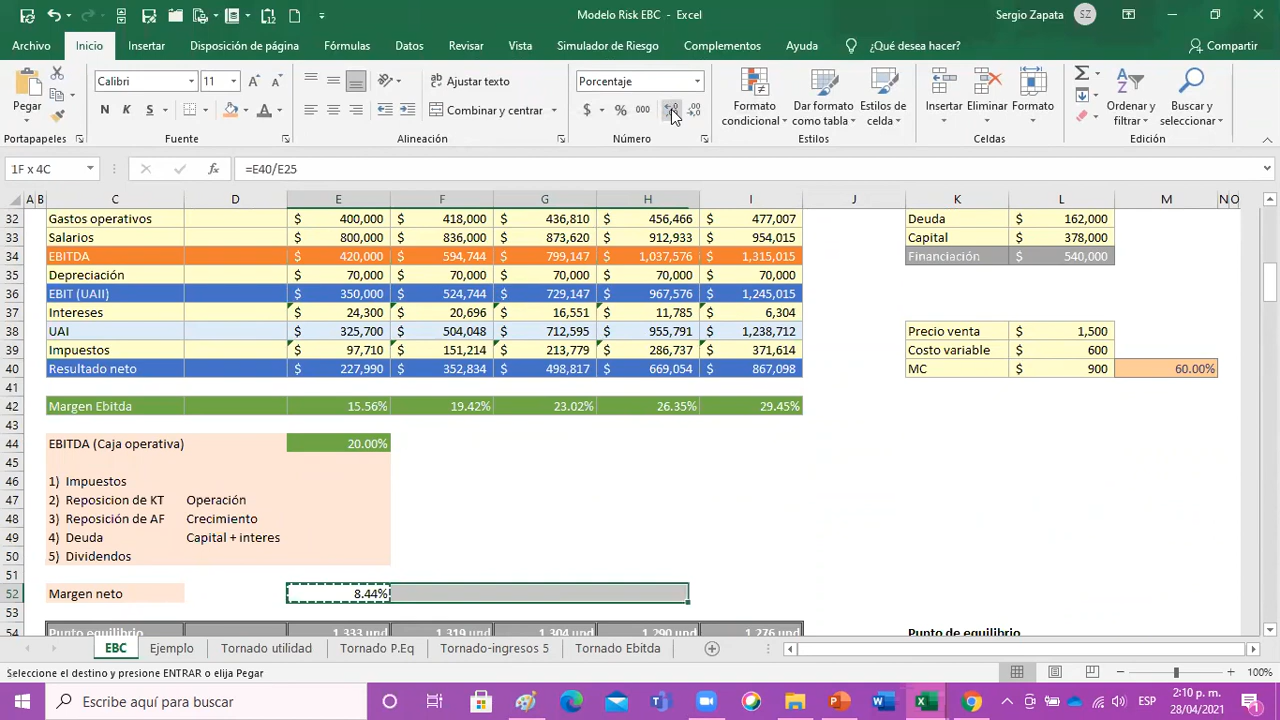 Modelo Risk EBC - Excel
Sergio Zapata
SZ
Archivo Inicio Insertar Disposición de página Fórmulas Datos Revisar Vista Simulador de Riesgo Complementos Ayuda ¿Qué desea hacer? Compartir
Pegar
Calibri 11
N K S
Ajustar texto
Combinar y centrar
Porcentaje
$ % 000
Formato condicional
Dar formato como tabla
Estilos de celda
Insertar Eliminar Formato
Ordenar y filtrar
Buscar y seleccionar
Portapapeles Fuente Alineación Número Estilos Celdas Edición
1F x 4C fx =E40/E25
A B C D E F G H I J K L M N O
32 Gastos operativos $ 400,000 $ 418,000 $ 436,810 $ 456,466 $ 477,007 Deuda $ 162,000
33 Salarios $ 800,000 $ 836,000 $ 873,620 $ 912,933 $ 954,015 Capital $ 378,000
34 EBITDA $ 420,000 $ 594,744 $ 799,147 $ 1,037,576 $ 1,315,015 Financiación $ 540,000
35 Depreciación $ 70,000 $ 70,000 $ 70,000 $ 70,000 $ 70,000
36 EBIT (UAII) $ 350,000 $ 524,744 $ 729,147 $ 967,576 $ 1,245,015
37 Intereses $ 24,300 $ 20,696 $ 16,551 $ 11,785 $ 6,304
38 UAI $ 325,700 $ 504,048 $ 712,595 $ 955,791 $ 1,238,712 Precio venta $ 1,500
39 Impuestos $ 97,710 $ 151,214 $ 213,779 $ 286,737 $ 371,614 Costo variable $ 600
40 Resultado neto $ 227,990 $ 352,834 $ 498,817 $ 669,054 $ 867,098 MC $ 900 60.00%
41
42 Margen Ebitda 15.56% 19.42% 23.02% 26.35% 29.45%
43
44 EBITDA (Caja operativa) 20.00%
45
46 1) Impuestos
47 2) Reposicion de KT Operación
48 3) Reposición de AF Crecimiento
49 4) Deuda Capital + interes
50 5) Dividendos
51
52 Margen neto 8.44%
53
54 Punto equilibrio 1,333 und 1,319 und 1,304 und 1,290 und 1,276 und Punto de equilibrio
EBC Ejemplo Tornado utilidad Tornado P.Eq Tornado-ingresos 5 Tornado Ebitda
Seleccione el destino y presione ENTRAR o elija Pegar
100%
Escribe aquí para buscar
ESP
2:10 p. m.
28/04/2021